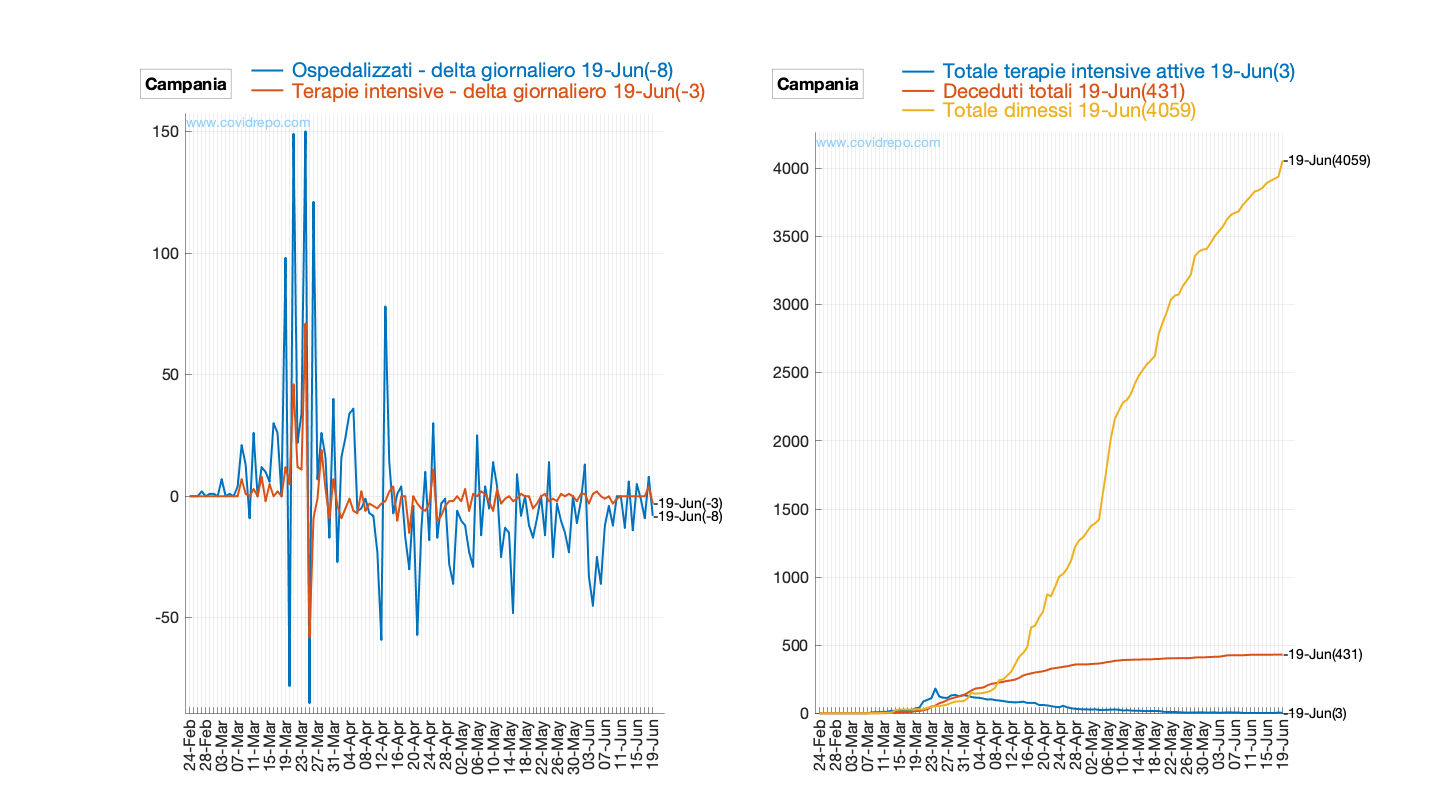 Campania
Ospedalizzati - delta giornaliero 19-Jun(-8)
Terapie intensive - delta giornaliero 19-Jun(-3)
www.covidrepo.com
150
100
50
0
-50
19-Jun(-3)
19-Jun(-8)
24-Feb
28-Feb
03-Mar
07-Mar
11-Mar
15-Mar
19-Mar
23-Mar
27-Mar
31-Mar
04-Apr
08-Apr
12-Apr
16-Apr
20-Apr
24-Apr
28-Apr
02-May
06-May
10-May
14-May
18-May
22-May
26-May
30-May
03-Jun
07-Jun
11-Jun
15-Jun
19-Jun
Campania
Totale terapie intensive attive 19-Jun(3)
Deceduti totali 19-Jun(431)
Totale dimessi 19-Jun(4059)
www.covidrepo.com
4000
3500
3000
2500
2000
1500
1000
500
0
19-Jun(4059)
19-Jun(431)
19-Jun(3)
24-Feb
28-Feb
03-Mar
07-Mar
11-Mar
15-Mar
19-Mar
23-Mar
27-Mar
31-Mar
04-Apr
08-Apr
12-Apr
16-Apr
20-Apr
24-Apr
28-Apr
02-May
06-May
10-May
14-May
18-May
22-May
26-May
30-May
03-Jun
07-Jun
11-Jun
15-Jun
19-Jun